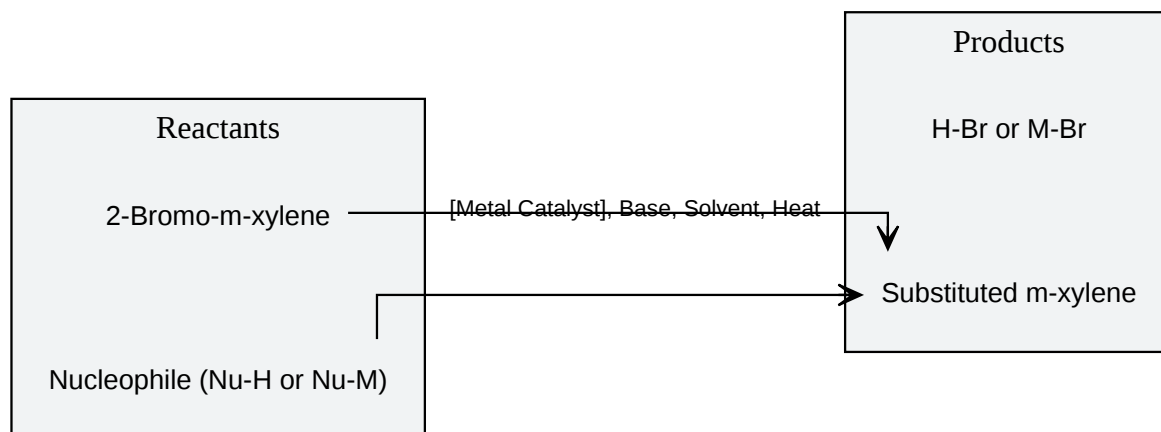 Reactants
2-Bromo-m-xylene
Nucleophile (Nu-H or Nu-M)
[Metal Catalyst], Base, Solvent, Heat
Products
H-Br or M-Br
Substituted m-xylene